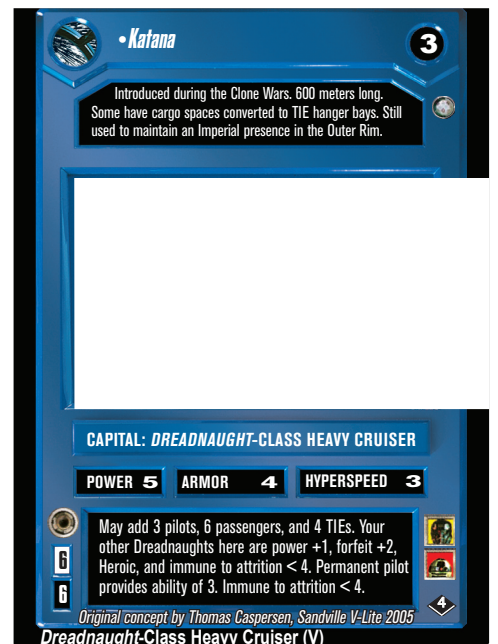 •Katana
3
Introduced during the Clone Wars. 600 meters long.
Some have cargo spaces converted to TIE hanger bays. Still
used to maintain an Imperial presence in the Outer Rim.
CAPITAL: DREADNAUGHT-CLASS HEAVY CRUISER
POWER 5 ARMOR 4 HYPERSPEED 3
May add 3 pilots, 6 passengers, and 4 TIEs. Your
other Dreadnaughts here are power +1, forfeit +2,
Heroic, and immune to attrition < 4. Permanent pilot
provides ability of 3. Immune to attrition < 4.
6
6
4
Original concept by Thomas Caspersen, Sandville V-Lite 2005
Dreadnaught-Class Heavy Cruiser (V)